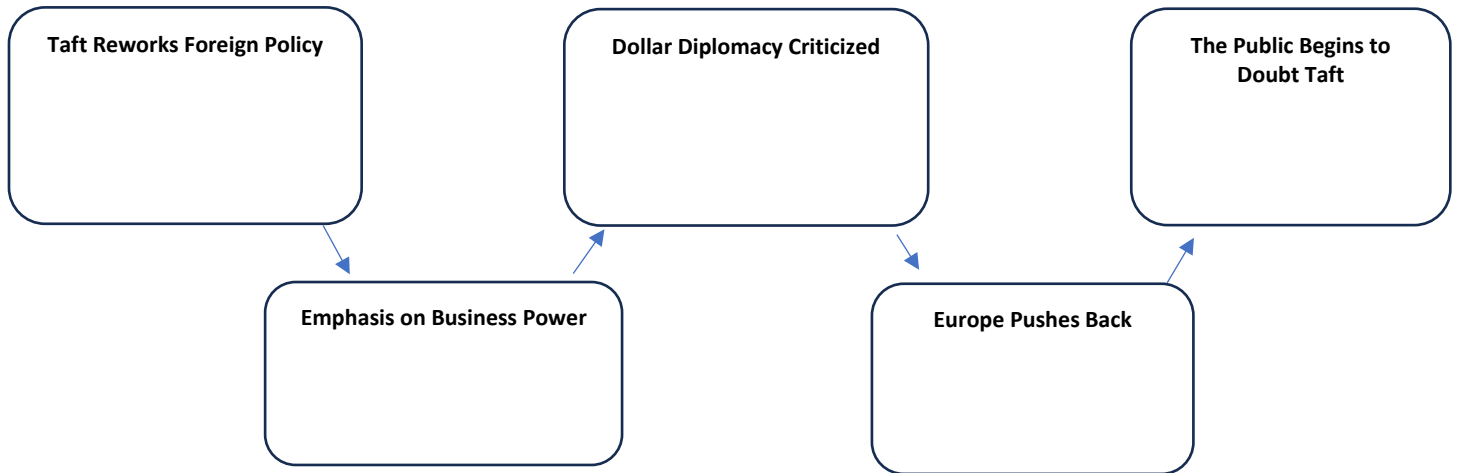 Taft Reworks Foreign Policy
Emphasis on Business Power
Dollar Diplomacy Criticized
Europe Pushes Back
The Public Begins to
Doubt Taft